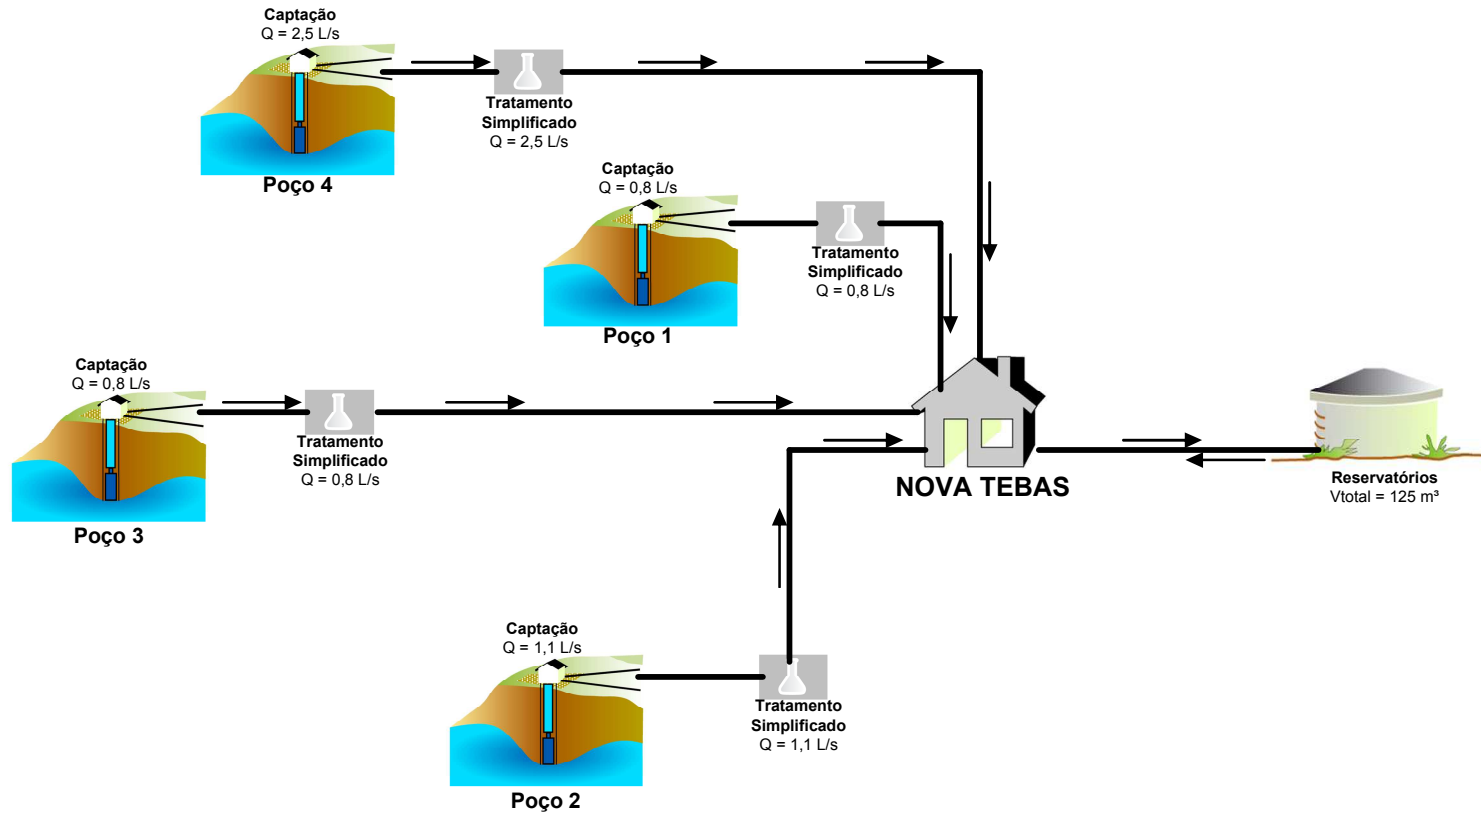 Captação
Q = 2,5 L/s
Tratamento
Simplificado
Q = 2,5 L/s
Poço 4
Captação
Q = 0,8 L/s
Tratamento
Simplificado
Q = 0,8 L/s
Poço 1
Captação
Q = 0,8 L/s
Tratamento
Simplificado
Q = 0,8 L/s
Poço 3
NOVA TEBAS
Reservatórios
Vtotal = 125 m³
Captação
Q = 1,1 L/s
Tratamento
Simplificado
Q = 1,1 L/s
Poço 2